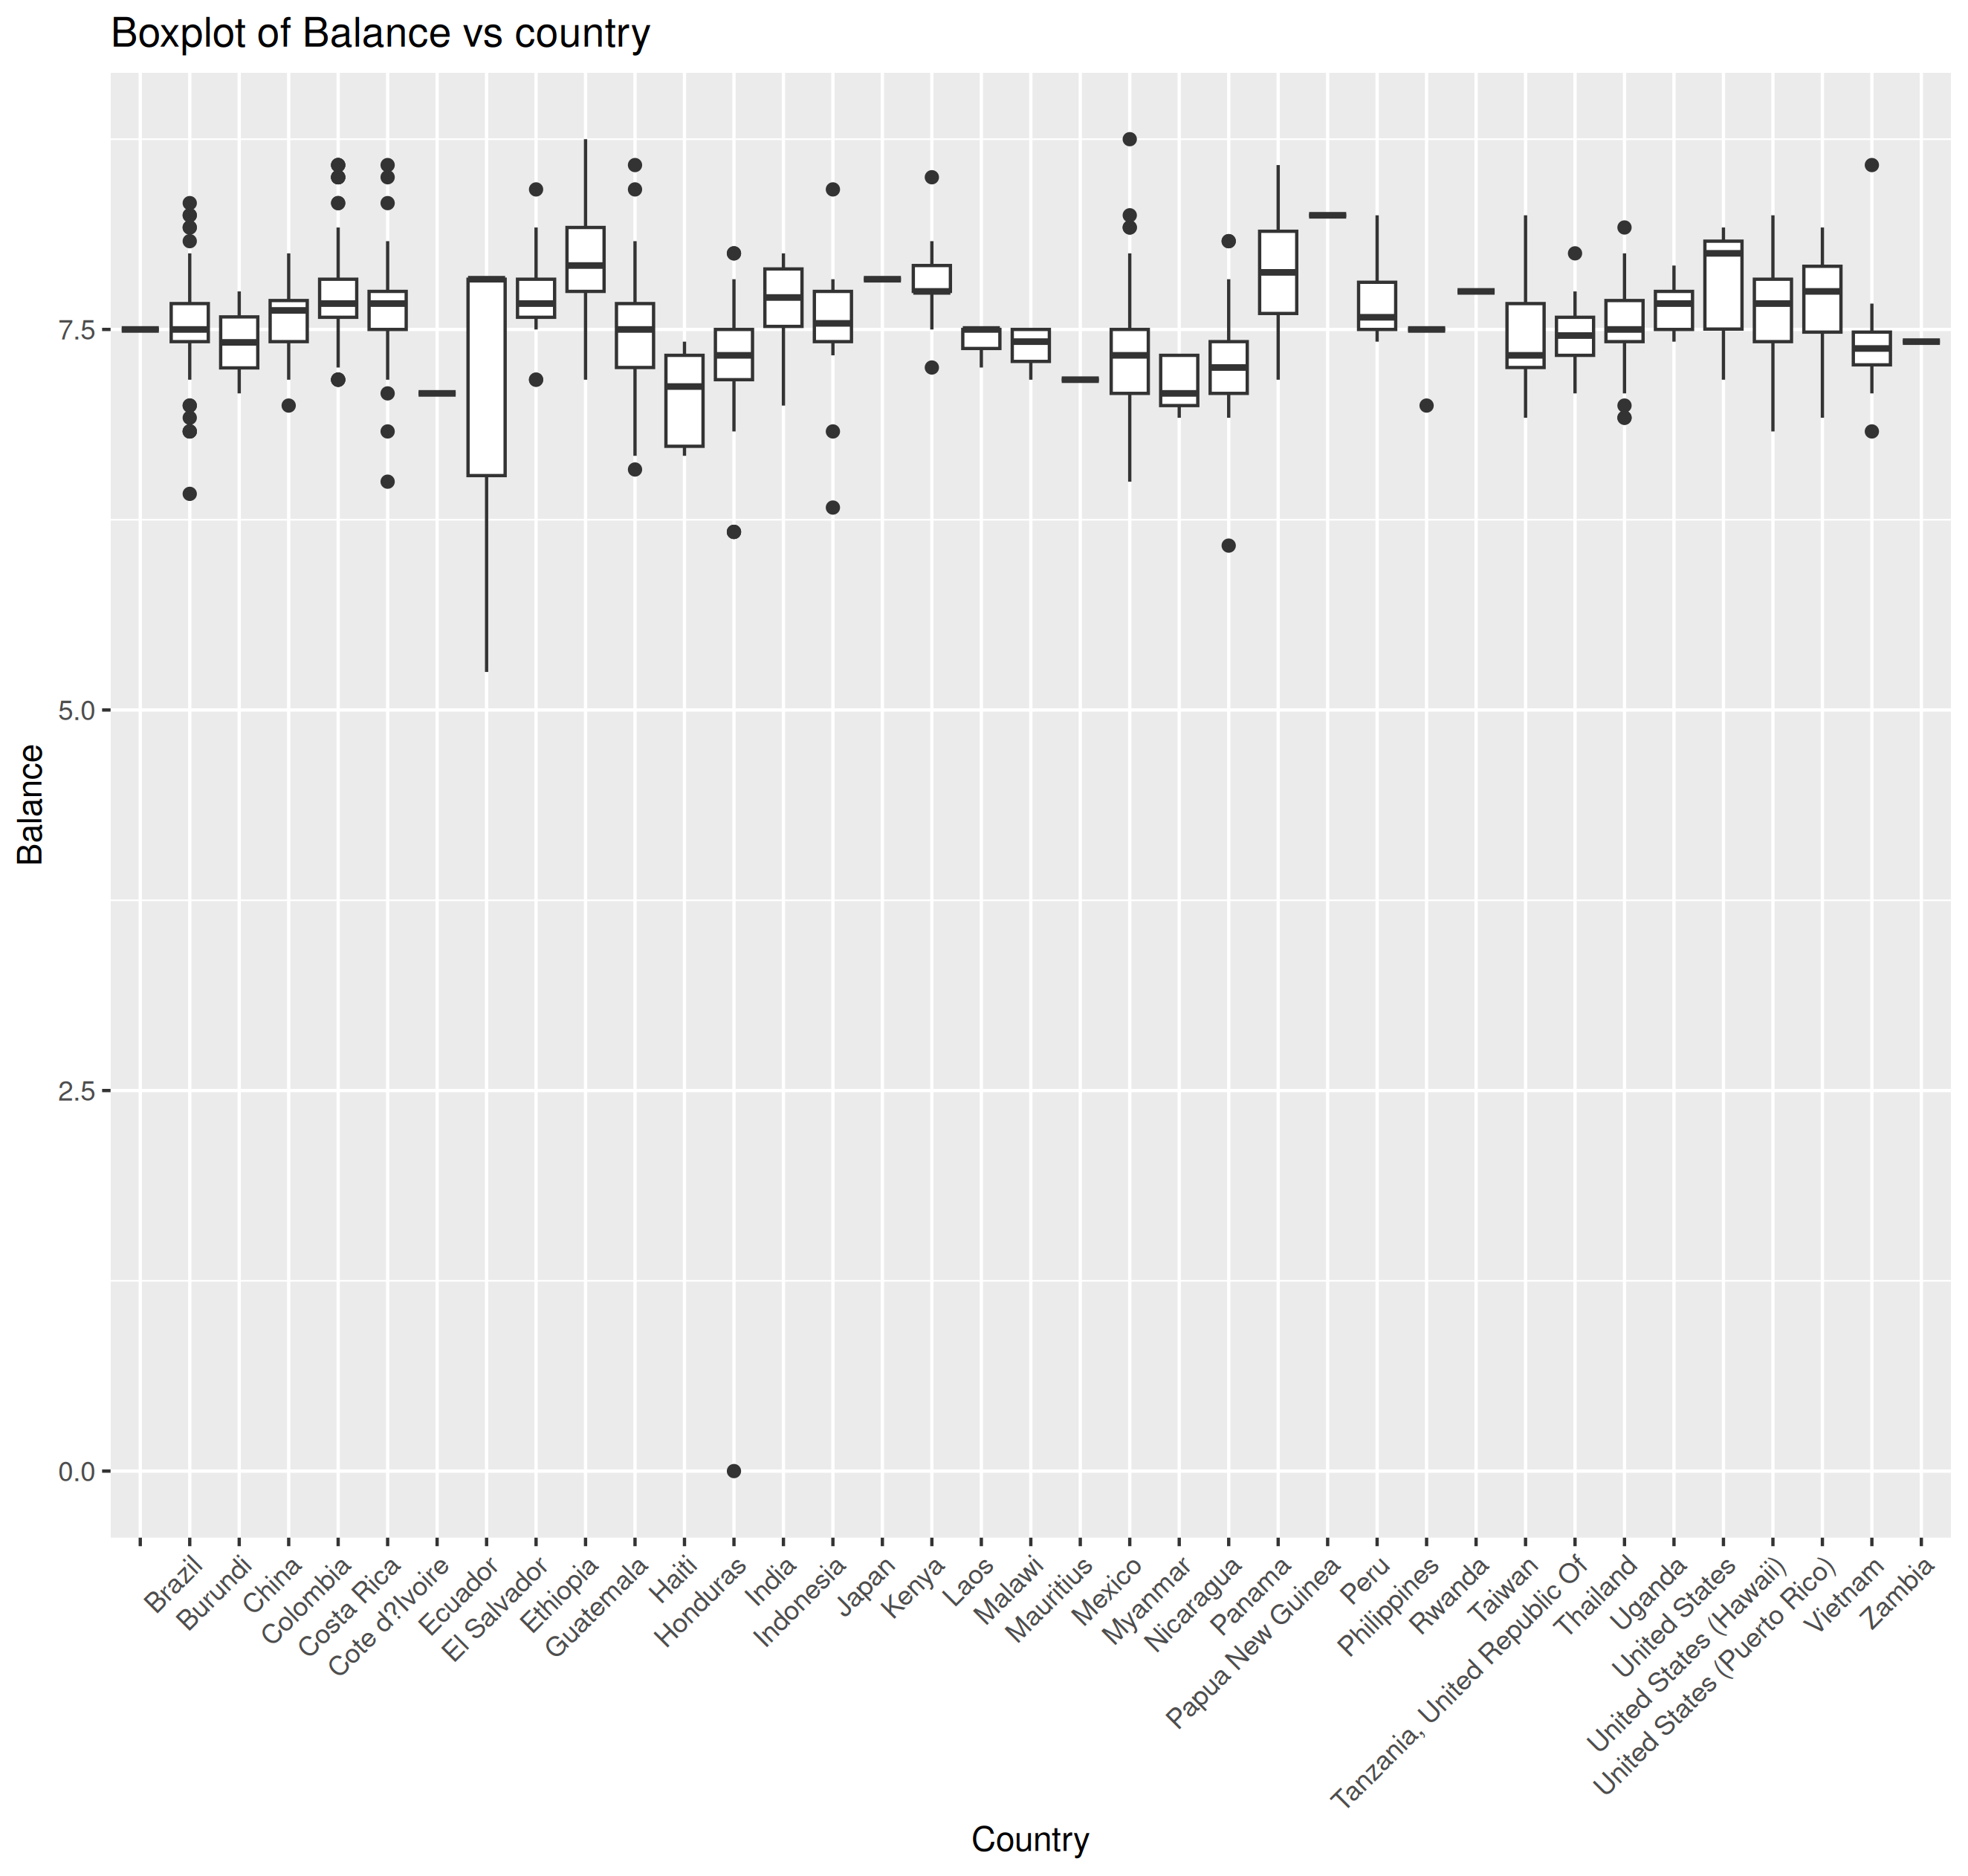 Boxplot of Balance vs country
Balance
7.5
5.0
2.5
0.0
Brazil
Burundi
China
Colombia
Costa Rica
Cote d?Ivoire
Ecuador
El Salvador
Ethiopia
Guatemala
Haiti
Honduras
India
Indonesia
Japan
Kenya
Laos
Malawi
Mauritius
Mexico
Myanmar
Nicaragua
Panama
Papua New Guinea
Peru
Philippines
Rwanda
Taiwan
Tanzania, United Republic Of
Thailand
Uganda
United States
United States (Hawaii)
United States (Puerto Rico)
Vietnam
Zambia
Country